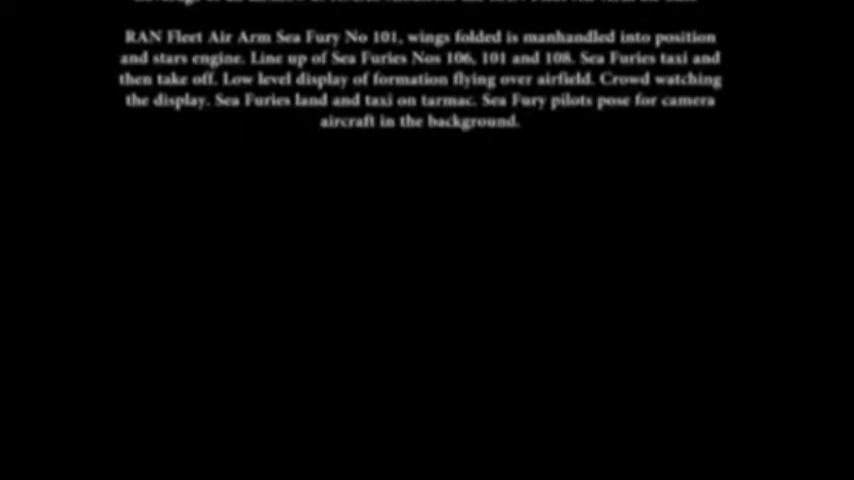 RAN Fleet Air Arm Sea Fury No 101, wings folded is manhandled into position
and stars engine. Line up of Sea Furies Nos 106, 101 and 108. Sea Furies taxi and
then take off. Low level display of formation flying over airfield. Crowd watching
the display. Sea Furies land and taxi on tarmac. Sea Fury pilots pose for camera
aircraft in the background.